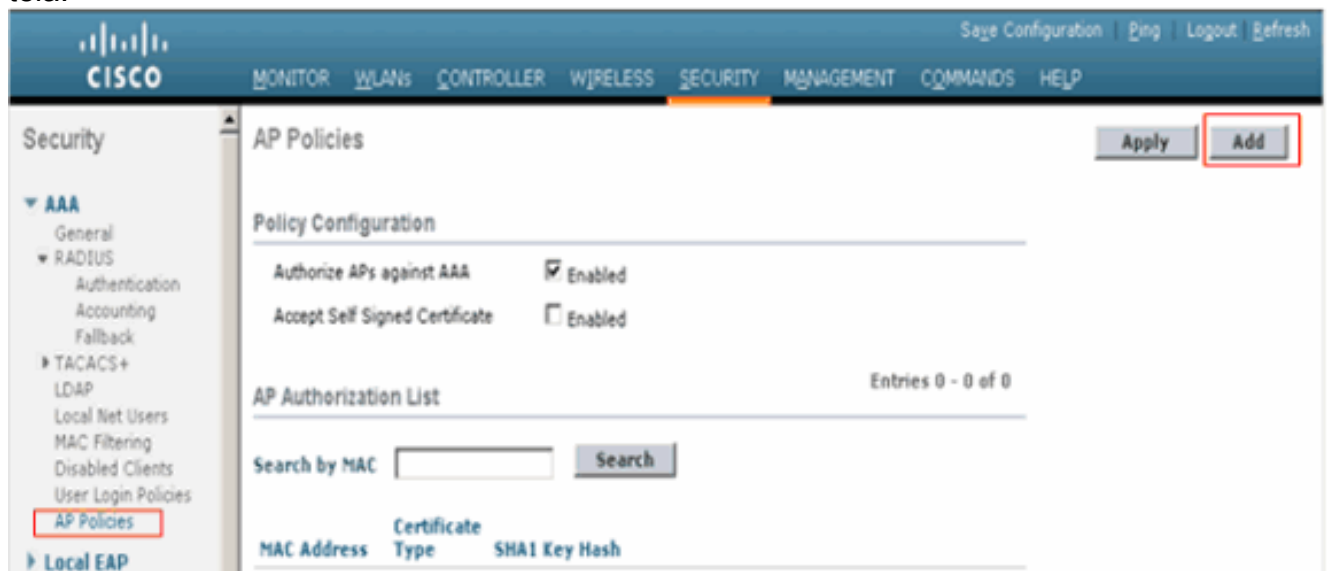 Save Configuration | Ping | Logout | Refresh
CISCO
MONITOR WLANs CONTROLLER WIRELESS SECURITY MANAGEMENT COMMANDS HELP
Security
AAA
General
RADIUS
Authentication
Accounting
Fallback
TACACS+
LDAP
Local Net Users
MAC Filtering
Disabled Clients
User Login Policies
AP Policies
Local EAP
AP Policies
Apply
Add
Policy Configuration
Authorize APs against AAA Enabled
Accept Self Signed Certificate Enabled
AP Authorization List
Entries 0 - 0 of 0
Search by MAC Search
MAC Address Certificate Type SHA1 Key Hash